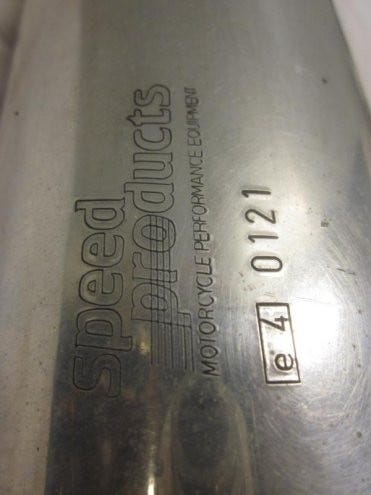 speed
products
MOTORCYCLE PERFORMANCE EQUIPMENT
e 4 0121